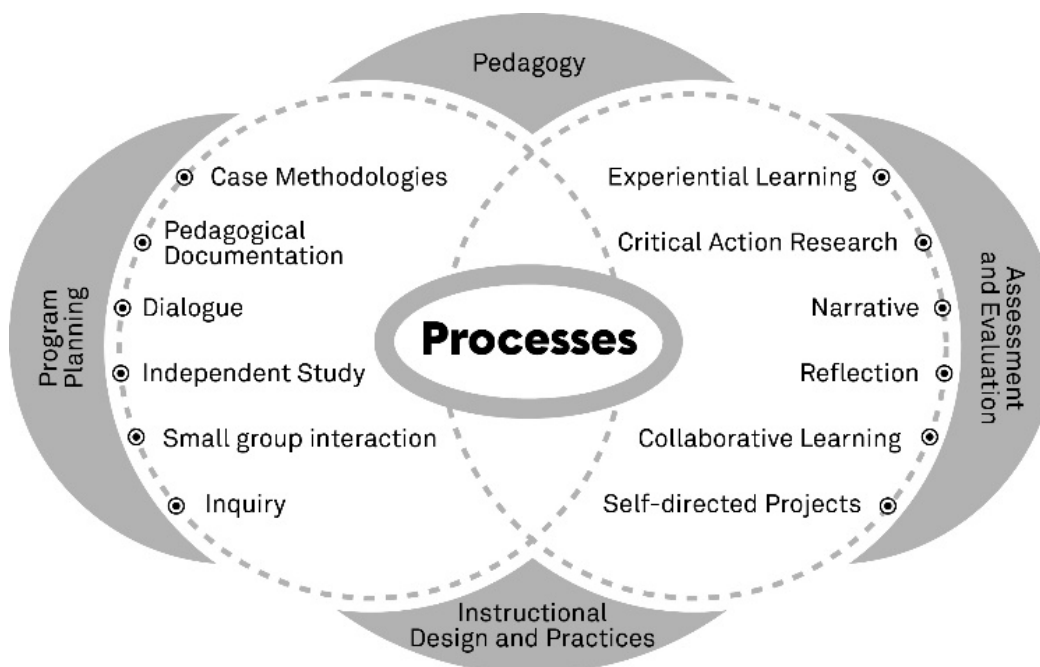 Pedagogy
Program
Planning
Case Methodologies
Pedagogical
Documentation
Dialogue
Independent Study
Small group interaction
Inquiry
Processes
Experiential Learning
Critical Action Research
Narrative
Reflection
Collaborative Learning
Self-directed Projects
Assessment
and Evaluation
Instructional
Design and Practices